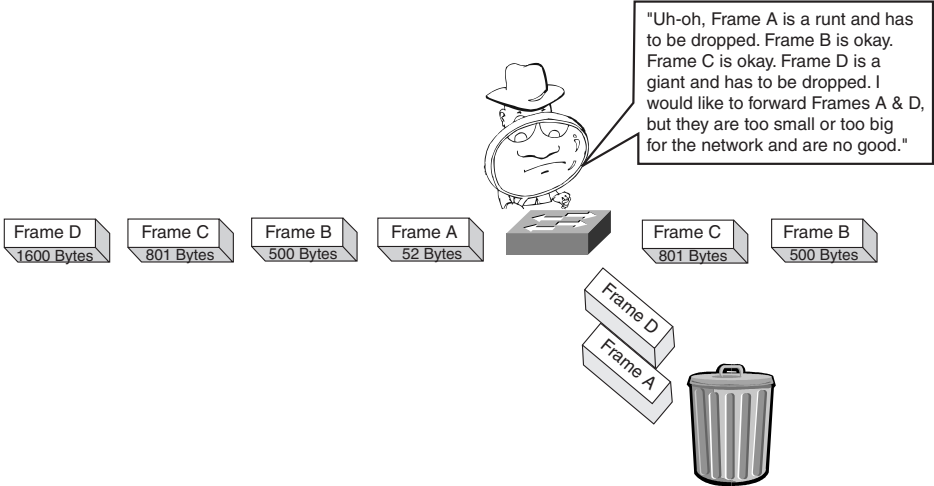 "Uh-oh, Frame A is a runt and has
to be dropped. Frame B is okay.
Frame C is okay. Frame D is a
giant and has to be dropped. I
would like to forward Frames A & D,
but they are too small or too big
for the network and are no good."
Frame D
1600 Bytes
Frame C
801 Bytes
Frame B
500 Bytes
Frame A
52 Bytes
Frame C
801 Bytes
Frame B
500 Bytes
Frame D
Frame A